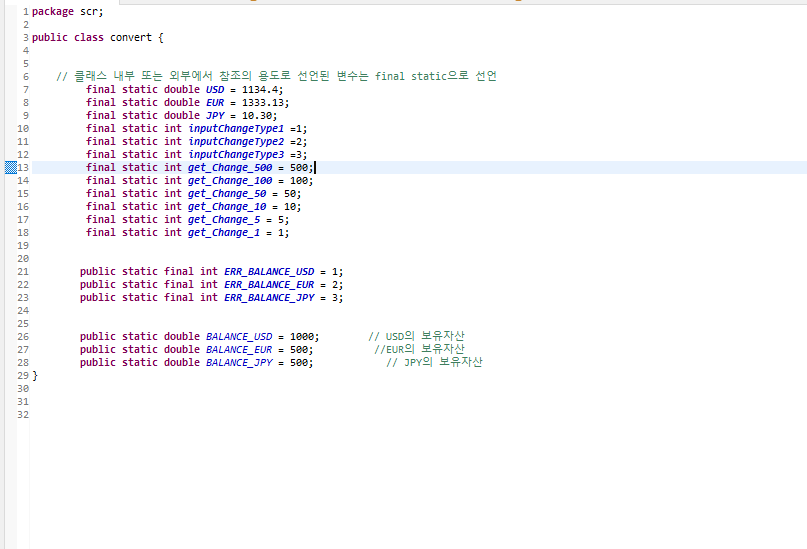 1 package scr;
2
3 public class convert {
4
5
6 // 클래스 내부 또는 외부에서 참조의 용도로 선언된 변수는 final static으로 선언
7 final static double USD = 1134.4;
8 final static double EUR = 1333.13;
9 final static double JPY = 10.30;
10 final static int inputChangeType1 =1;
11 final static int inputChangeType2 =2;
12 final static int inputChangeType3 =3;
13 final static int get_Change_500 = 500;
14 final static int get_Change_100 = 100;
15 final static int get_Change_50 = 50;
16 final static int get_Change_10 = 10;
17 final static int get_Change_5 = 5;
18 final static int get_Change_1 = 1;
19
20
21 public static final int ERR_BALANCE_USD = 1;
22 public static final int ERR_BALANCE_EUR = 2;
23 public static final int ERR_BALANCE_JPY = 3;
24
25
26 public static double BALANCE_USD = 1000; // USD의 보유자산
27 public static double BALANCE_EUR = 500; //EUR의 보유자산
28 public static double BALANCE_JPY = 500; // JPY의 보유자산
29 }
30
31
32